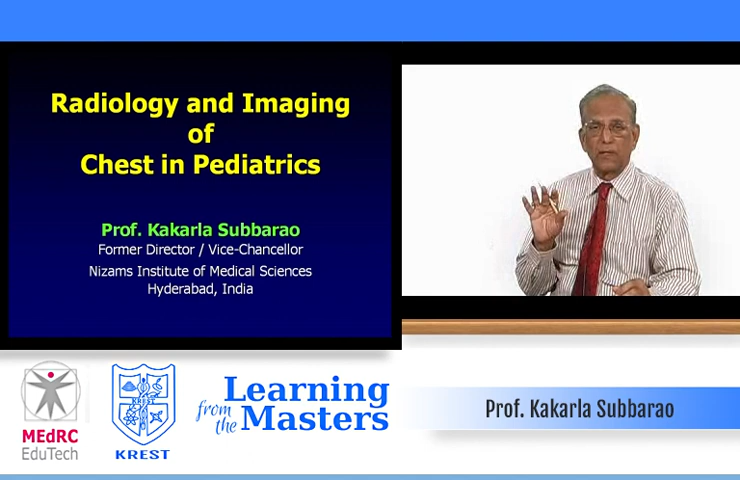 Radiology and Imaging
of
Chest in Pediatrics
Prof. Kakarla Subbarao
Former Director / Vice-Chancellor
Nizams Institute of Medical Sciences
Hyderabad, India
MEdRC
EduTech
KREST
KREST
Learning
from the Masters
Prof. Kakarla Subbarao